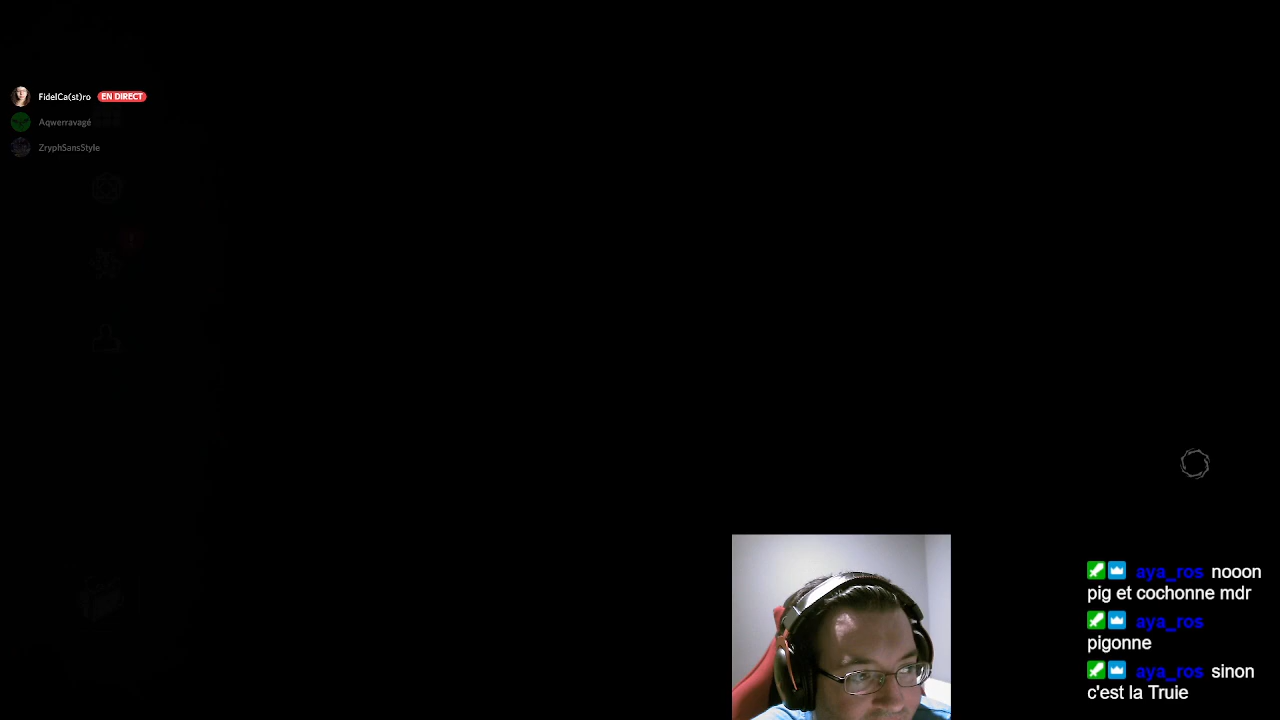 FidelCa(st)ro EN DIRECT
Aqwerravagé
ZryphSansStyle
aya_ros nooon
pig et cochonne mdr
aya_ros
pigonne
aya_ros sinon
c'est la Truie